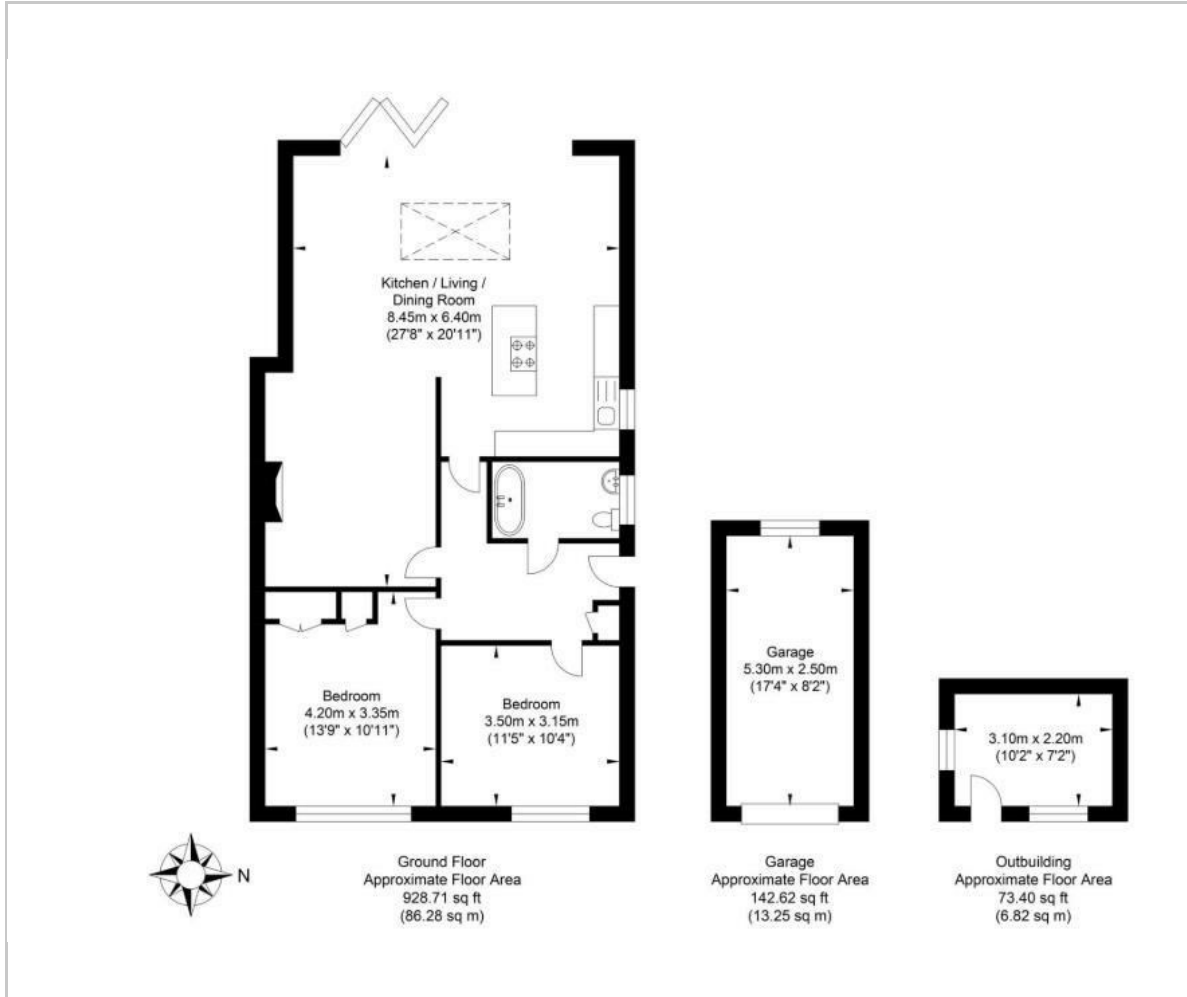 Kitchen / Living /
Dining Room
8.45m x 6.40m
(27'8" x 20'11")
Bedroom
4.20m x 3.35m
(13'9" x 10'11")
Bedroom
3.50m x 3.15m
(11'5" x 10'4")
Garage
5.30m x 2.50m
(17'4" x 8'2")
3.10m x 2.20m
(10'2" x 7'2")
N
Ground Floor
Approximate Floor Area
928.71 sq ft
(86.28 sq m)
Garage
Approximate Floor Area
142.62 sq ft
(13.25 sq m)
Outbuilding
Approximate Floor Area
73.40 sq ft
(6.82 sq m)